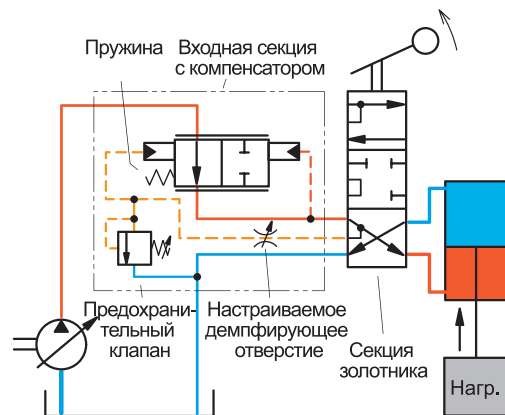 Пружина
Входная секция
с компенсатором
Предохрани-
тельный
клапан
Настраиваемое
демпфирующее
отверстие
Секция
золотника
Нагр.